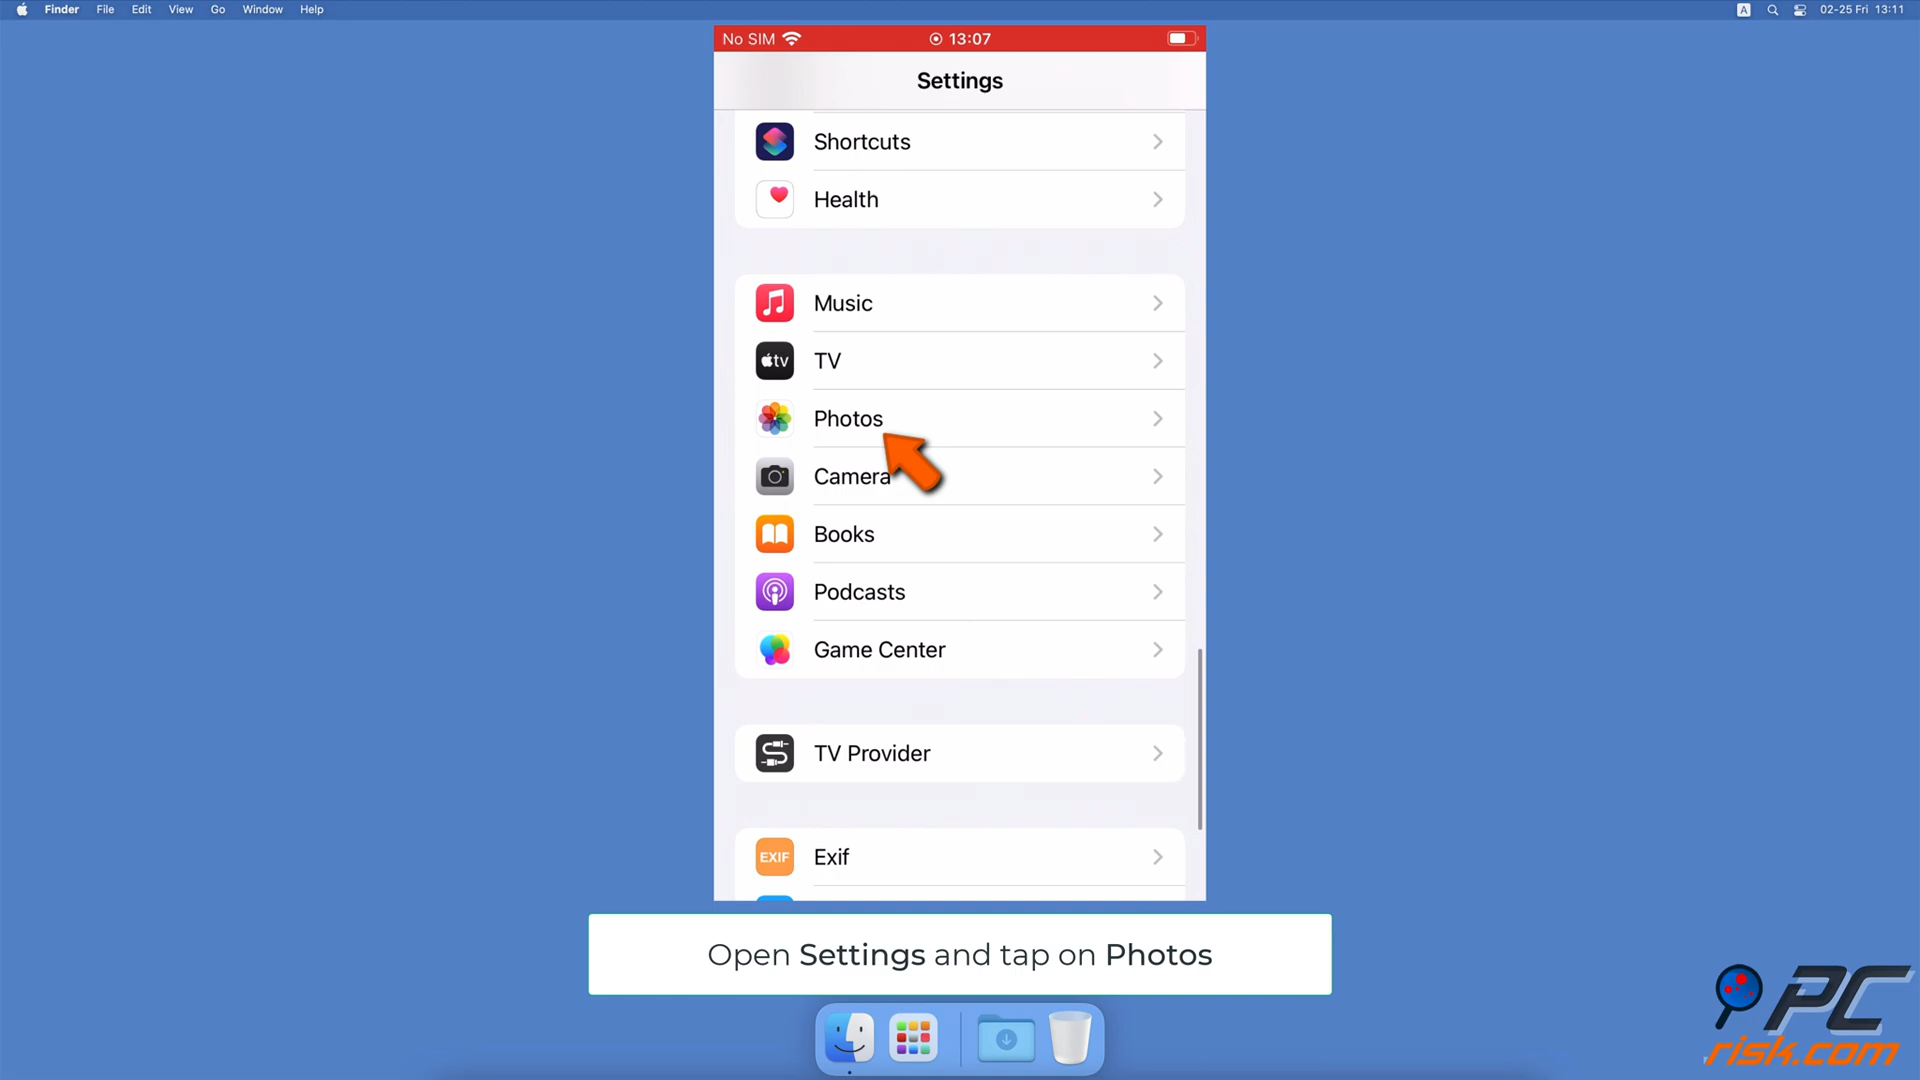 Finder File Edit View Go Window Help
A 02-25 Fri 13:11
No SIM 13:07
Settings
Shortcuts
Health
Music
tv TV
Photos
Camera
Books
Podcasts
Game Center
TV Provider
EXIF Exif
Open Settings and tap on Photos
PC
risk.com